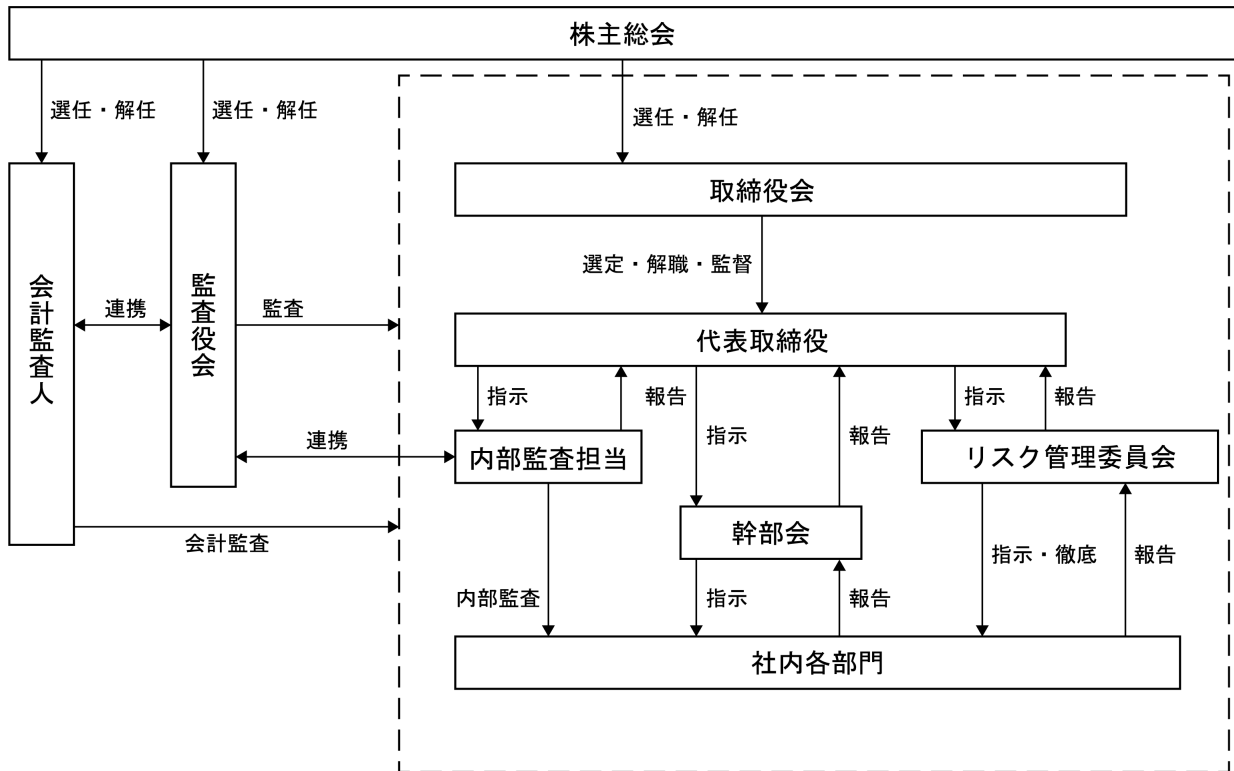 株主総会
選任・解任
選任・解任
選任・解任
取締役会
選定・解職・監督
会計監査人
連携
監査役会
監査
代表取締役
指示
報告
指示
報告
指示
報告
連携
内部監査担当
リスク管理委員会
会計監査
幹部会
指示・徹底
報告
内部監査
指示
報告
社内各部門